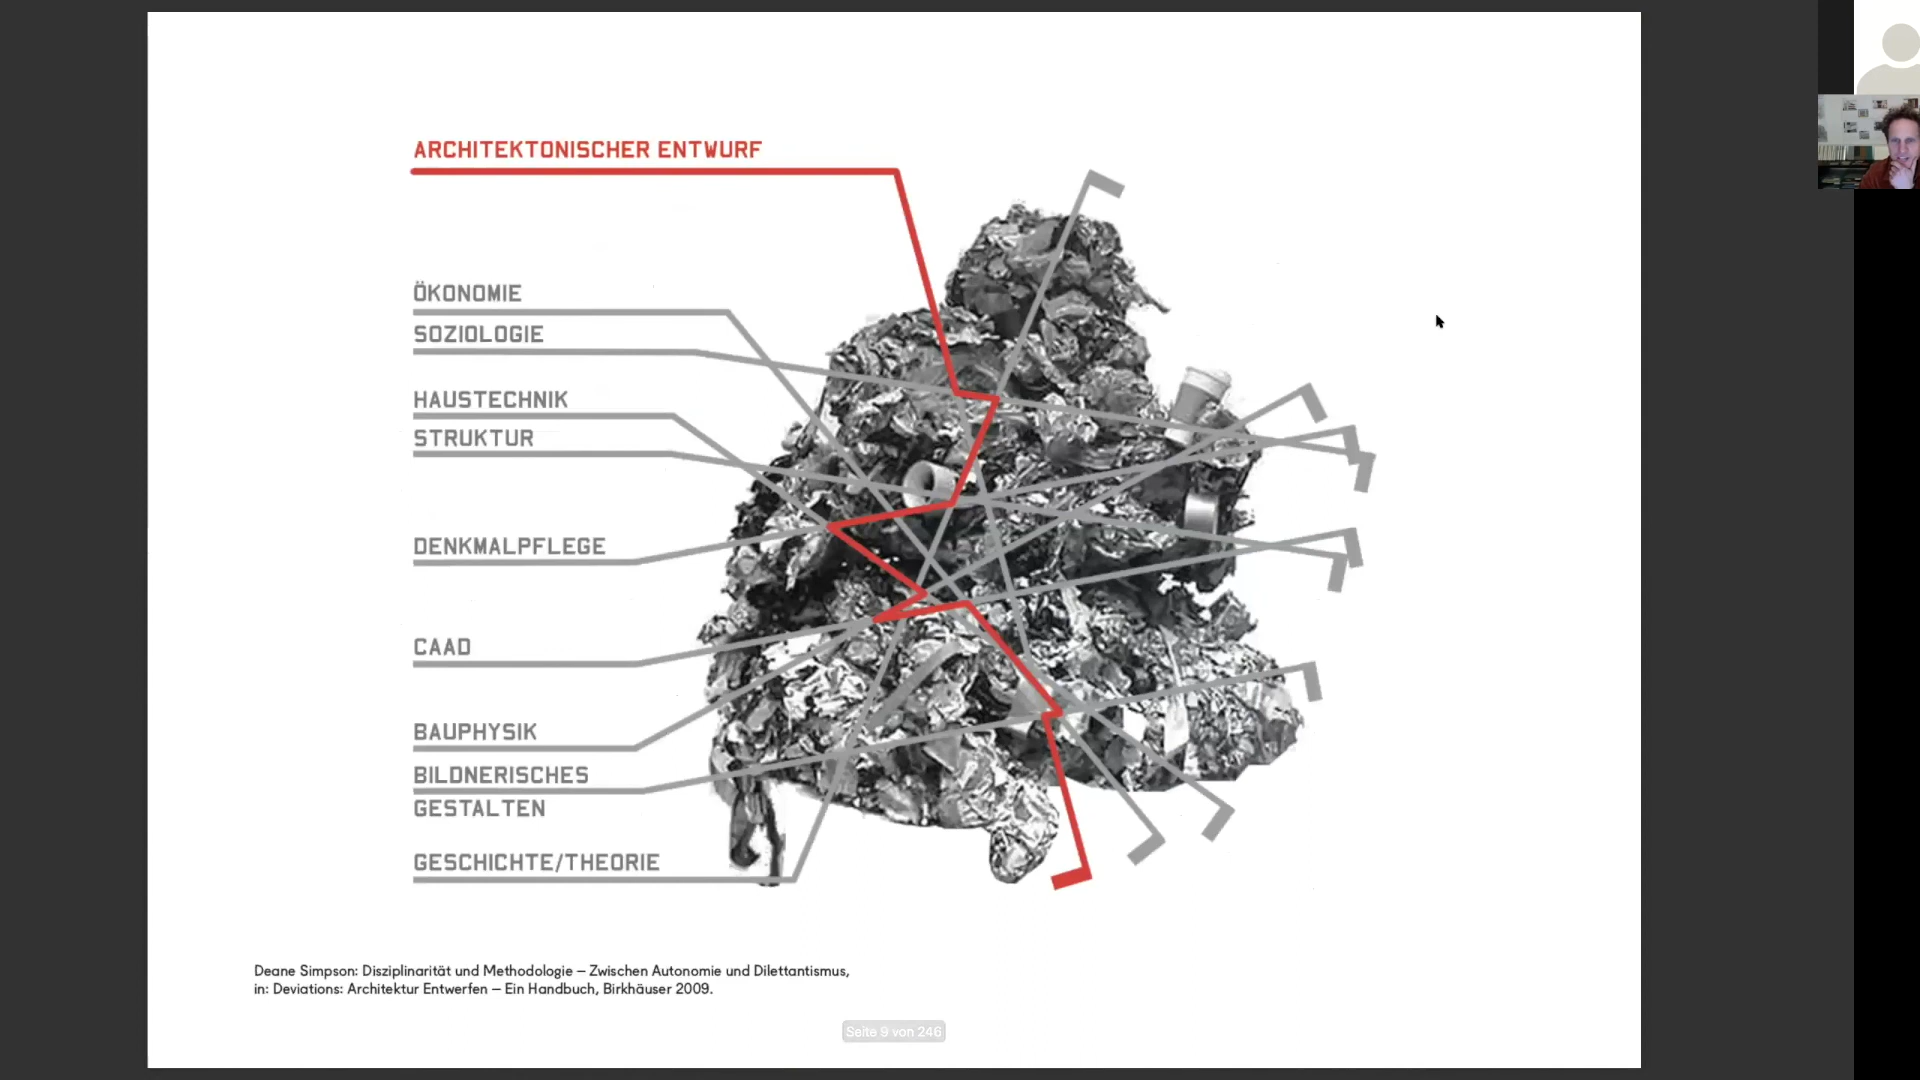 ARCHITEKTONISCHER ENTWURF
ÖKONOMIE
SOZIOLOGIE
HAUSTECHNIK
STRUKTUR
DENKMALPFLEGE
CAAD
BAUPHYSIK
BILDNERISCHES
GESTALTEN
GESCHICHTE/THEORIE
Deane Simpson: Disziplinarität und Methodologie – Zwischen Autonomie und Dilettantismus,
in: Deviations: Architektur Entwerfen – Ein Handbuch, Birkhäuser 2009.
Seite 9 von 246